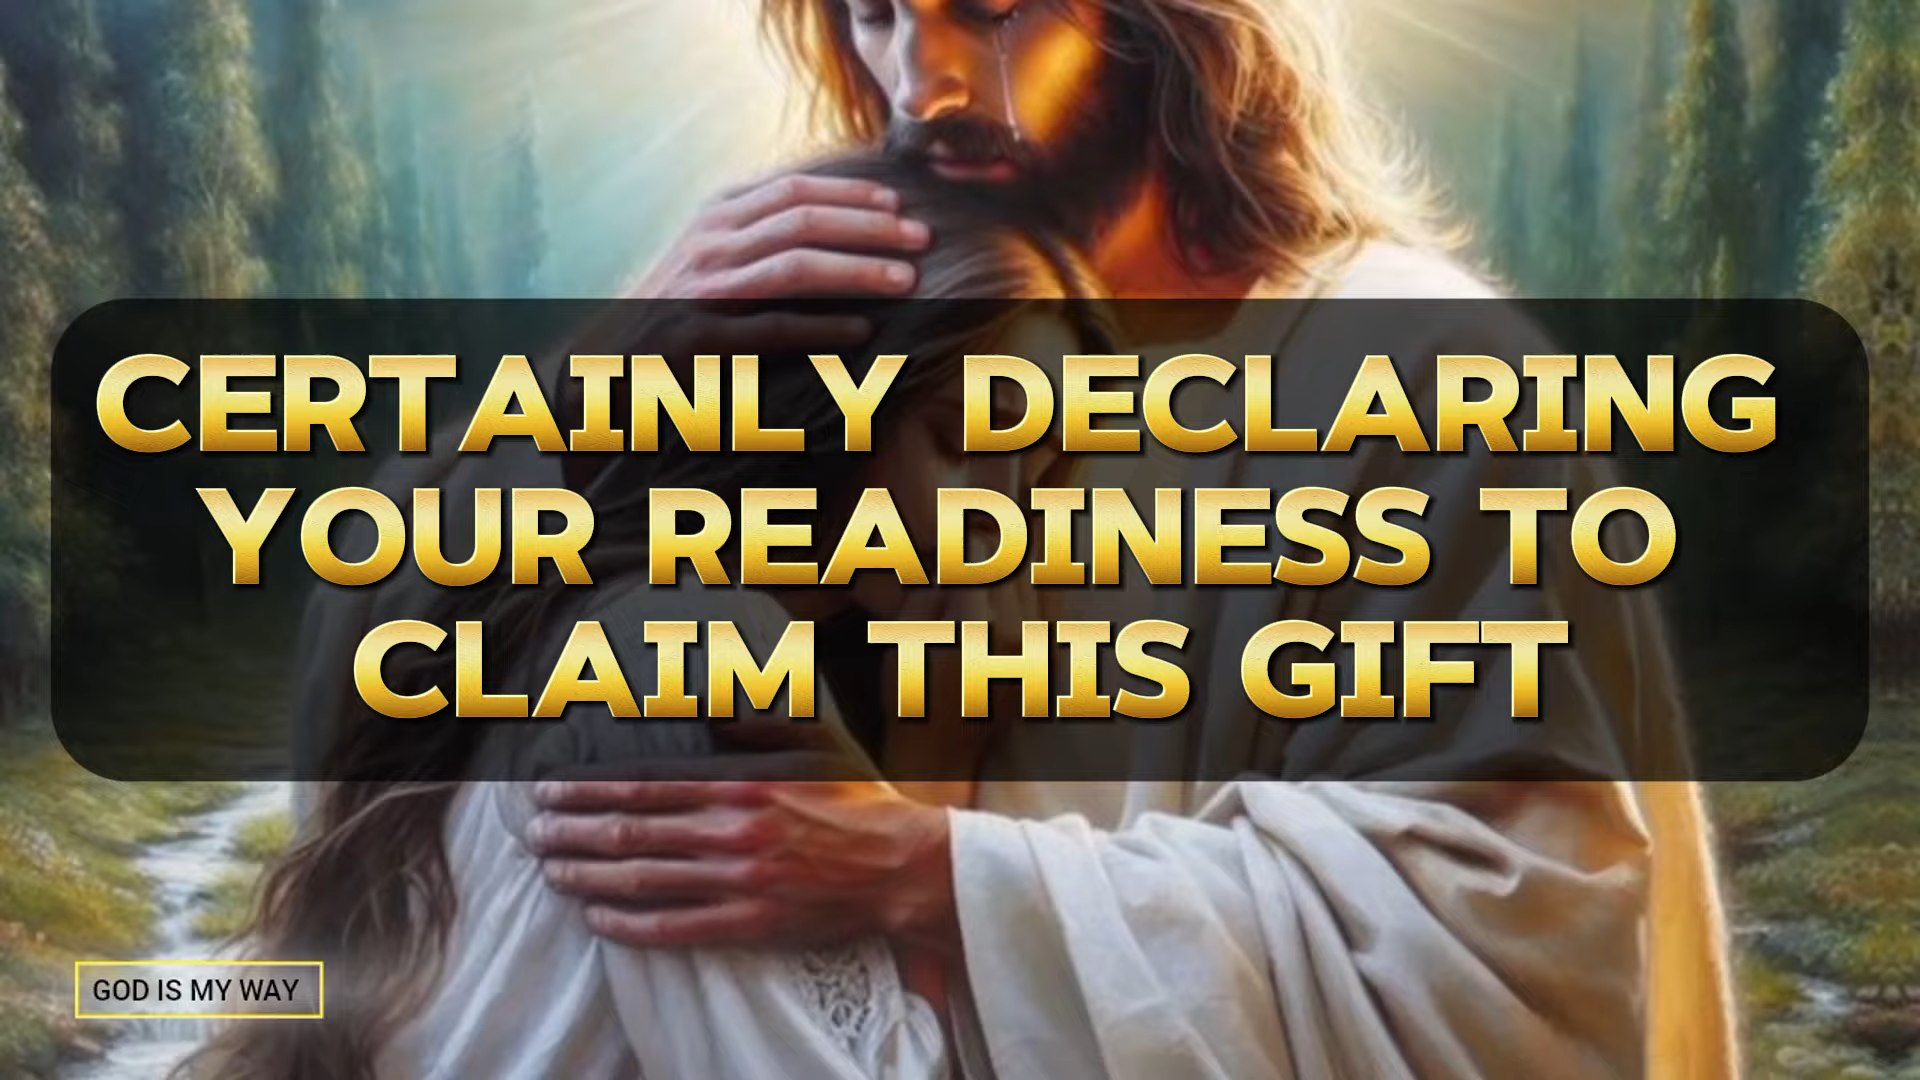 CERTAINLY DECLARING
YOUR READINESS TO
CLAIM THIS GIFT
GOD IS MY WAY